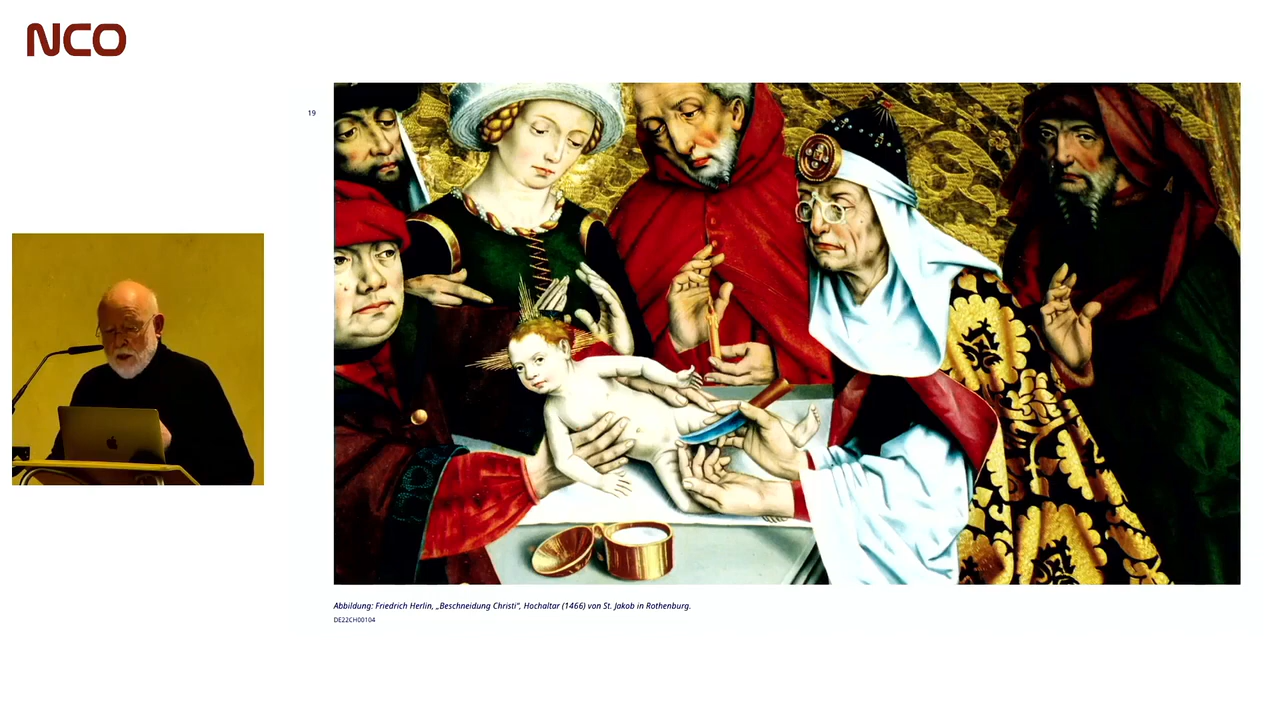 NCO
19
Abbildung: Friedrich Herlin, „Beschneidung Christi“, Hochaltar (1466) von St. Jakob in Rothenburg.
DE22CH00104